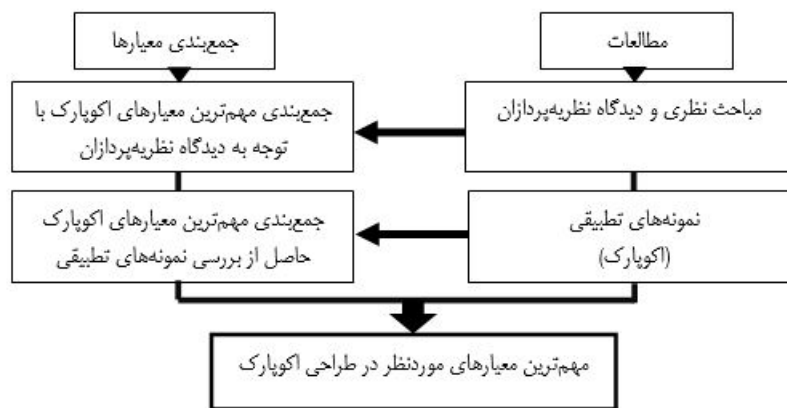 مطالعات
جمع‌بندی معیارها
مباحث نظری و دیدگاه نظریه‌پردازان
جمع‌بندی مهم‌ترین معیارهای اکوپارک با
توجه به دیدگاه نظریه‌پردازان
نمونه‌های تطبیقی
(اکوپارک)
جمع‌بندی مهم‌ترین معیارهای اکوپارک
حاصل از بررسی نمونه‌های تطبیقی
مهم‌ترین معیارهای موردنظر در طراحی اکوپارک